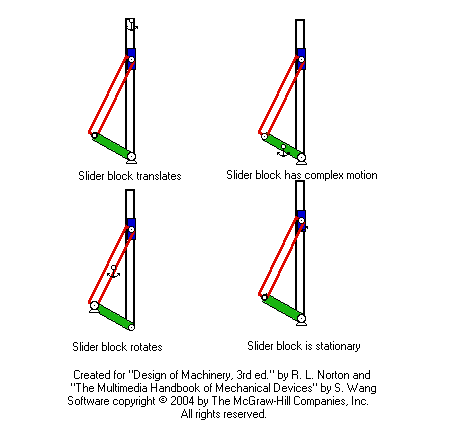 Slider block translates
Slider block has complex motion
Slider block rotates
Slider block is stationary
Created for "Design of Machinery, 3rd ed." by R. L. Norton and
"The Multimedia Handbook of Mechanical Devices" by S. Wang
Software copyright © 2004 by The McGraw-Hill Companies, Inc.
All rights reserved.